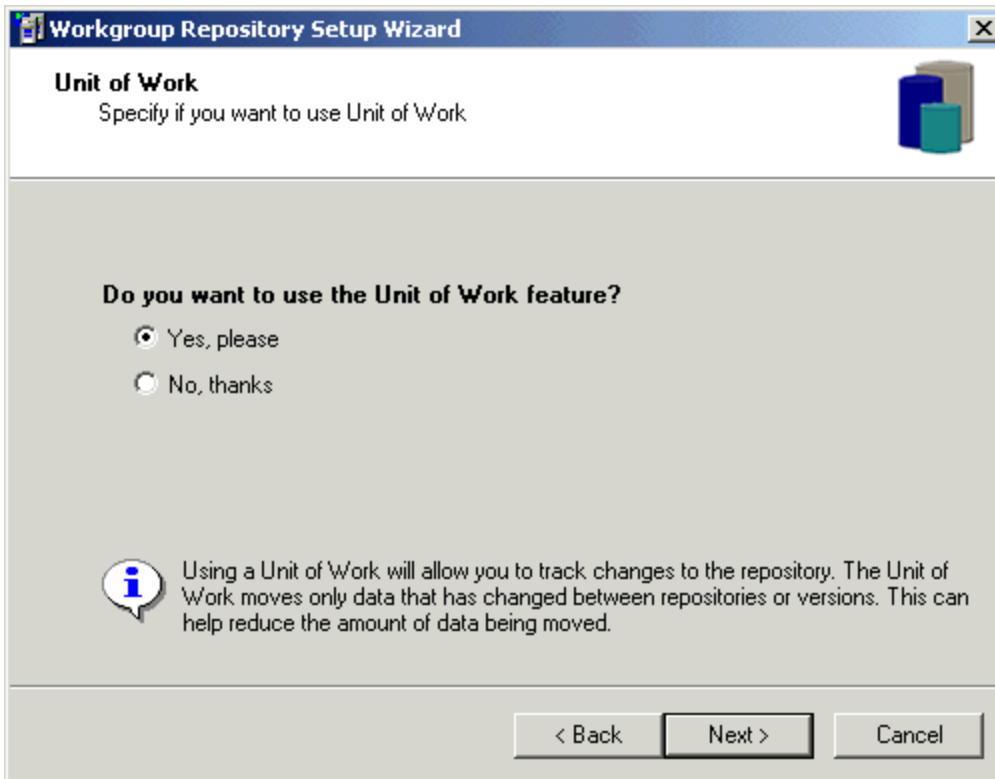 Workgroup Repository Setup Wizard
Unit of Work
Specify if you want to use Unit of Work
Do you want to use the Unit of Work feature?
Yes, please
No, thanks
Using a Unit of Work will allow you to track changes to the repository. The Unit of
Work moves only data that has changed between repositories or versions. This can
help reduce the amount of data being moved.
< Back Next > Cancel